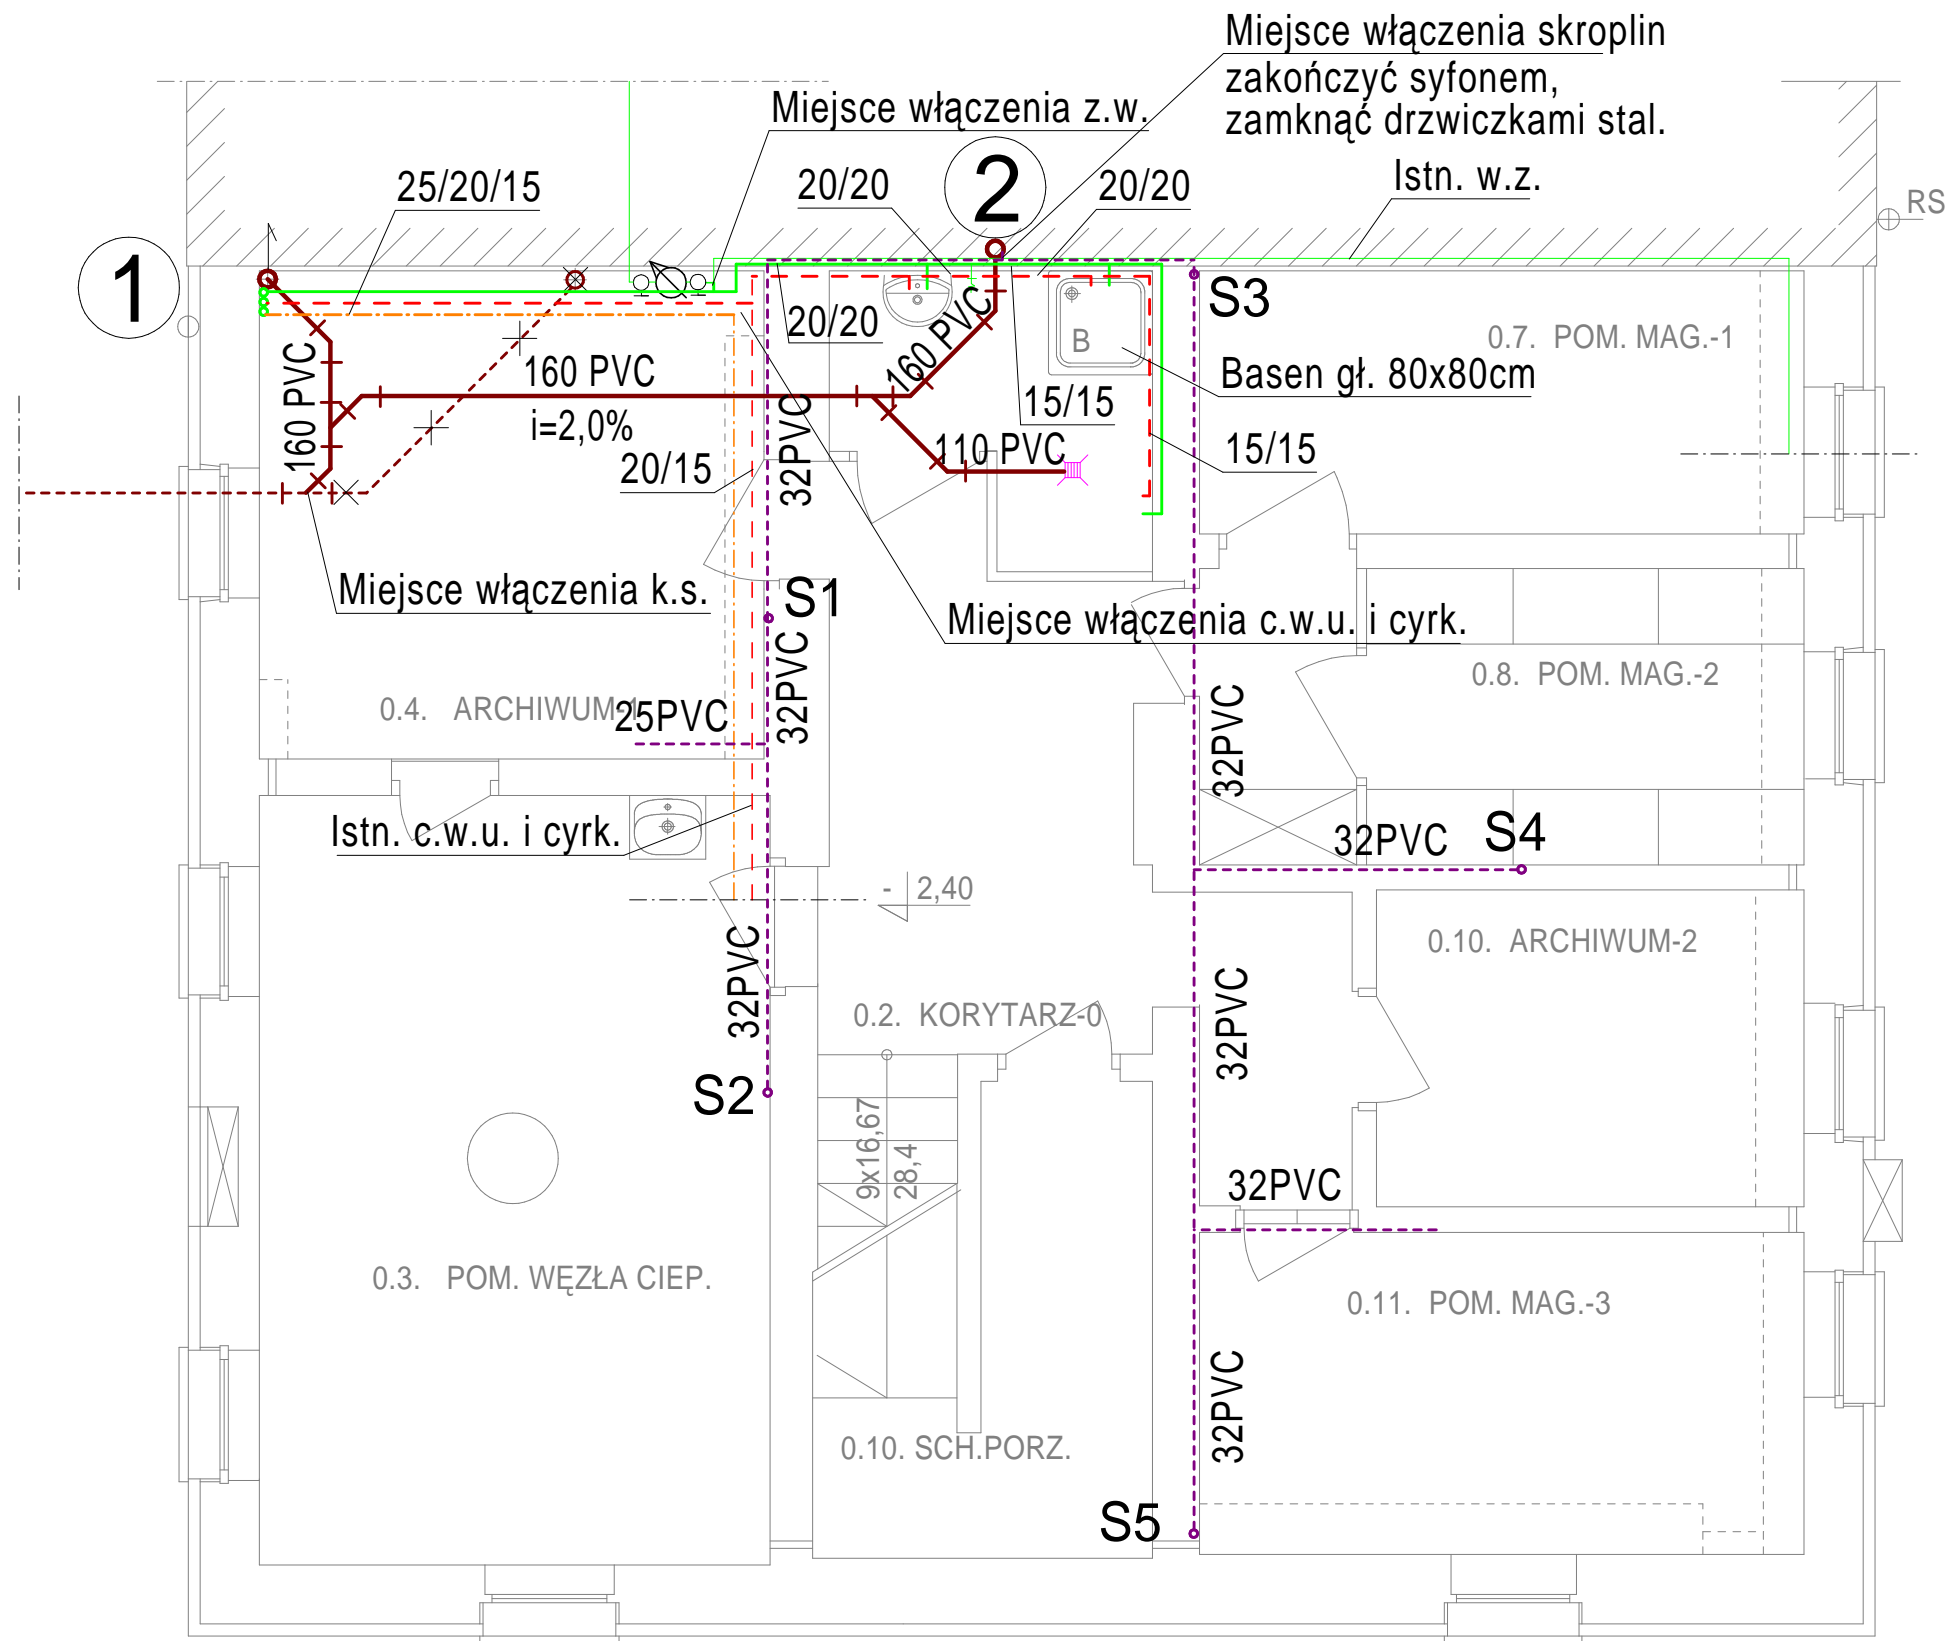 Miejsce włączenia skroplin
zakończyć syfonem,
zamknąć drzwiczkami stal.
Miejsce włączenia z.w.
25/20/15
20/20
2
20/20
Istn. w.z.
RS
1
S3
20/20
0.7. POM. MAG.-1
160 PVC
160 PVC
160 PVC
B
Basen gł. 80x80cm
i=2,0%
15/15
32PVC
110 PVC
15/15
20/15
Miejsce włączenia k.s.
S1
Miejsce włączenia c.w.u. i cyrk.
32PVC
0.4. ARCHIWUM-1
25PVC
32PVC
0.8. POM. MAG.-2
Istn. c.w.u. i cyrk.
32PVC
S4
- 2,40
32PVC
0.10. ARCHIWUM-2
0.2. KORYTARZ-0
32PVC
S2
9x16,67
28,4
32PVC
0.3. POM. WĘZŁA CIEP.
0.11. POM. MAG.-3
32PVC
0.10. SCH.PORZ.
S5